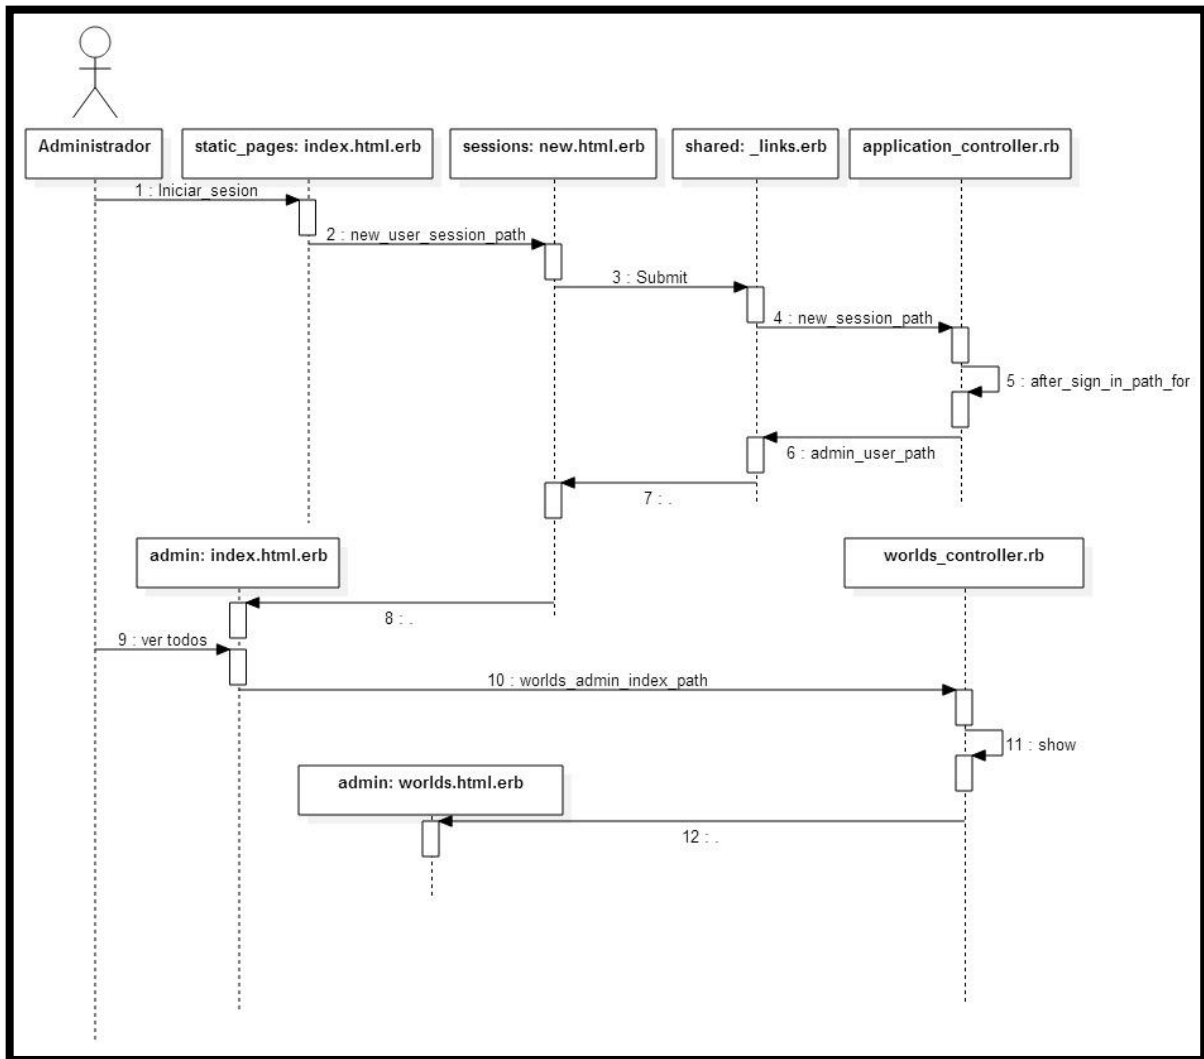 Administrador
static_pages: index.html.erb
sessions: new.html.erb
shared: _links.erb
application_controller.rb
1 : Iniciar_sesion
2 : new_user_session_path
3 : Submit
4 : new_session_path
5 : after_sign_in_path_for
6 : admin_user_path
7 : .
admin: index.html.erb
worlds_controller.rb
8 : .
9 : ver todos
10 : worlds_admin_index_path
11 : show
admin: worlds.html.erb
12 : .